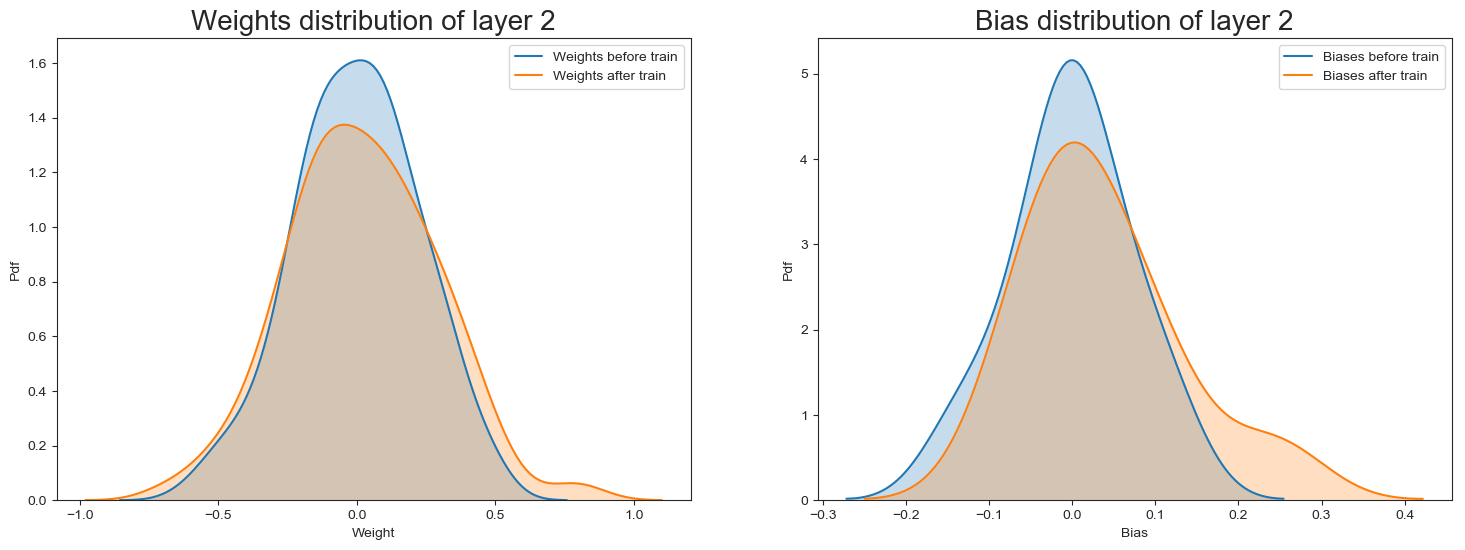 Weights distribution of layer 2
Weights before train
Weights after train
1.6
1.4
1.2
1.0
0.8
0.6
0.4
0.2
0.0
Pdf
−1.0 −0.5 0.0 0.5 1.0
Weight
Bias distribution of layer 2
Biases before train
Biases after train
5
4
3
2
1
0
Pdf
−0.3 −0.2 −0.1 0.0 0.1 0.2 0.3 0.4
Bias